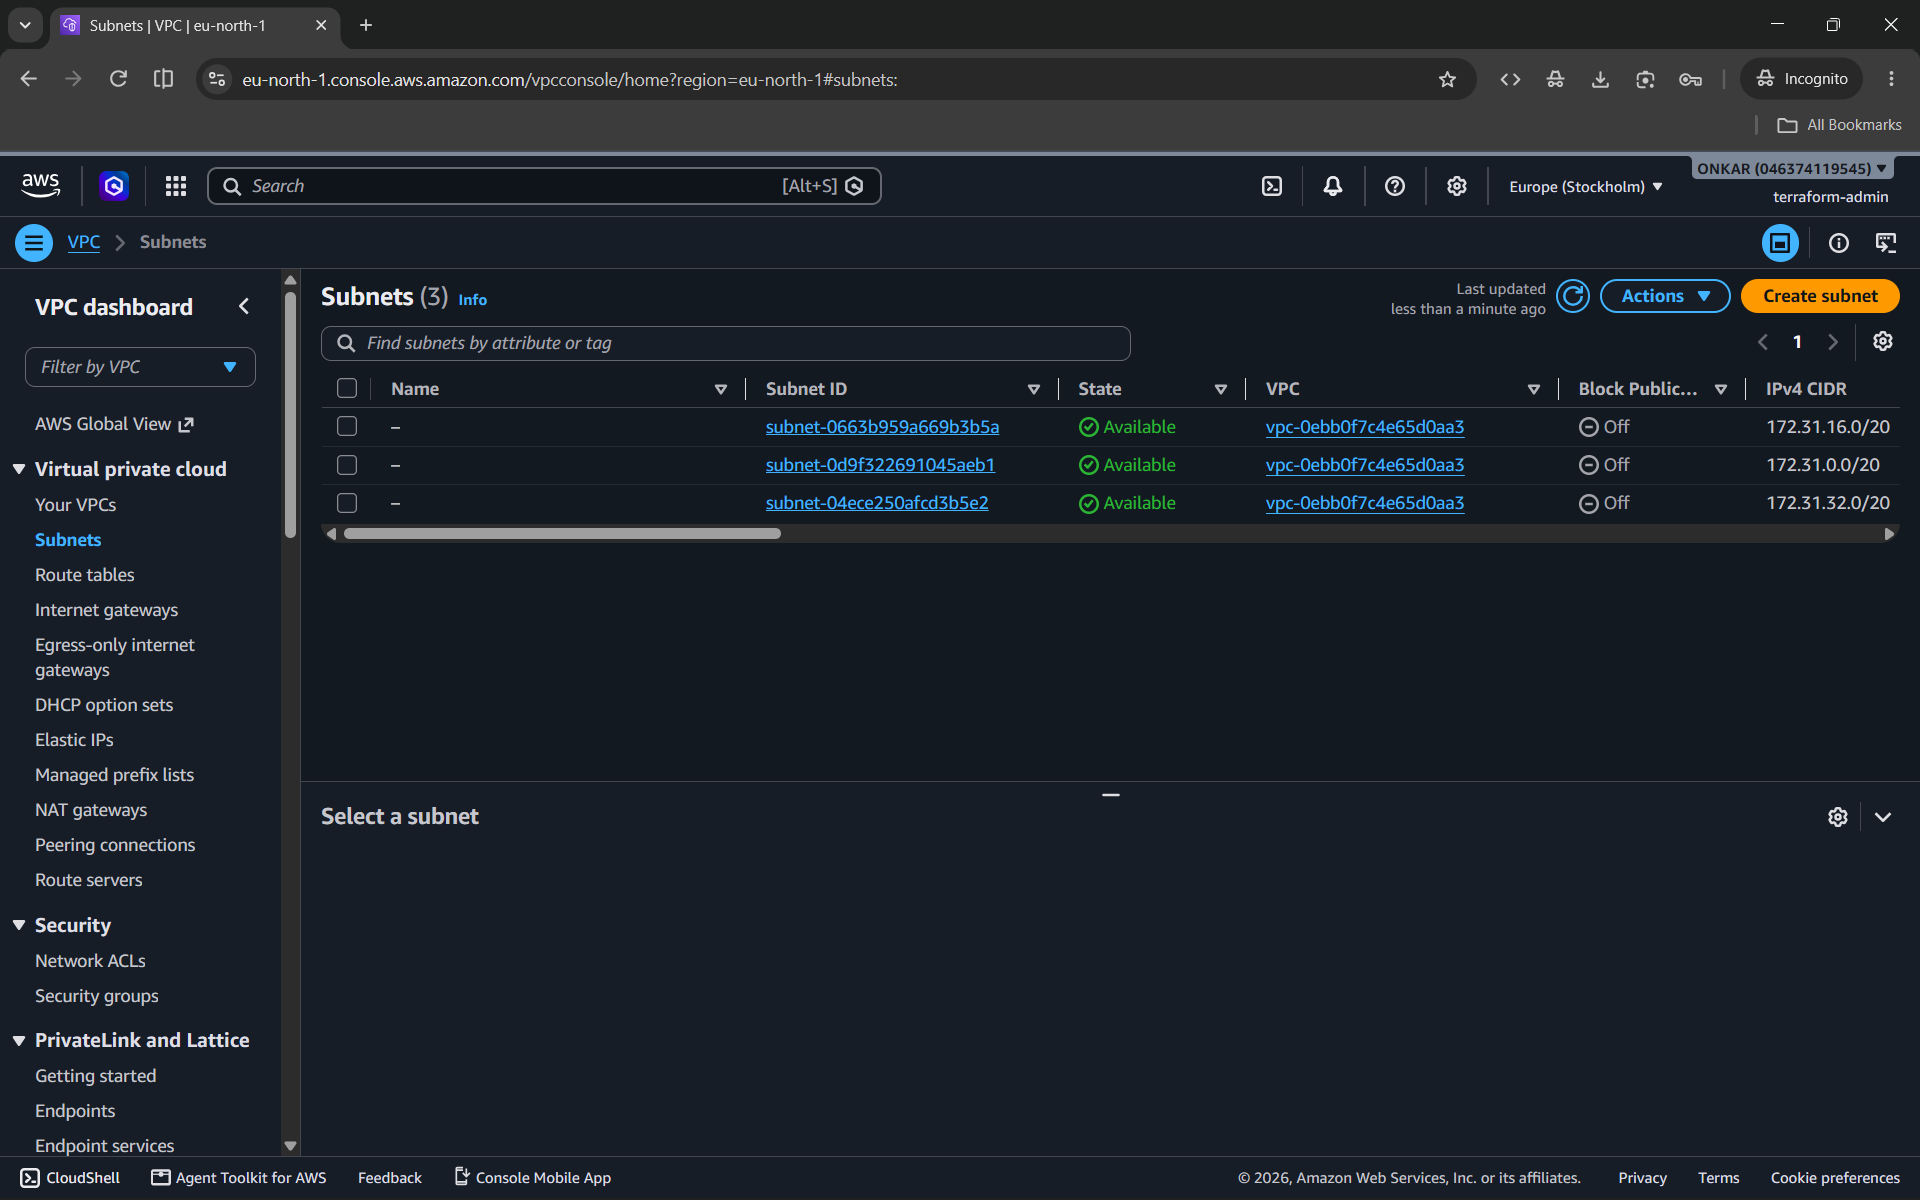 Subnets | VPC | eu-north-1
eu-north-1.console.aws.amazon.com/vpcconsole/home?region=eu-north-1#subnets:
Incognito
All Bookmarks
aws
Search
[Alt+S]
Europe (Stockholm)
ONKAR (046374119545)
terraform-admin
VPC
Subnets
VPC dashboard
Filter by VPC
AWS Global View
Virtual private cloud
Your VPCs
Subnets
Route tables
Internet gateways
Egress-only internet
gateways
DHCP option sets
Elastic IPs
Managed prefix lists
NAT gateways
Peering connections
Route servers
Security
Network ACLs
Security groups
PrivateLink and Lattice
Getting started
Endpoints
Endpoint services
Subnets (3) Info
Last updated
less than a minute ago
Actions
Create subnet
Find subnets by attribute or tag
1
Name Subnet ID State VPC Block Public... IPv4 CIDR
– subnet-0663b959a669b3b5a Available vpc-0ebb0f7c4e65d0aa3 Off 172.31.16.0/20
– subnet-0d9f322691045aeb1 Available vpc-0ebb0f7c4e65d0aa3 Off 172.31.0.0/20
– subnet-04ece250afcd3b5e2 Available vpc-0ebb0f7c4e65d0aa3 Off 172.31.32.0/20
Select a subnet
CloudShell Agent Toolkit for AWS Feedback Console Mobile App © 2026, Amazon Web Services, Inc. or its affiliates. Privacy Terms Cookie preferences